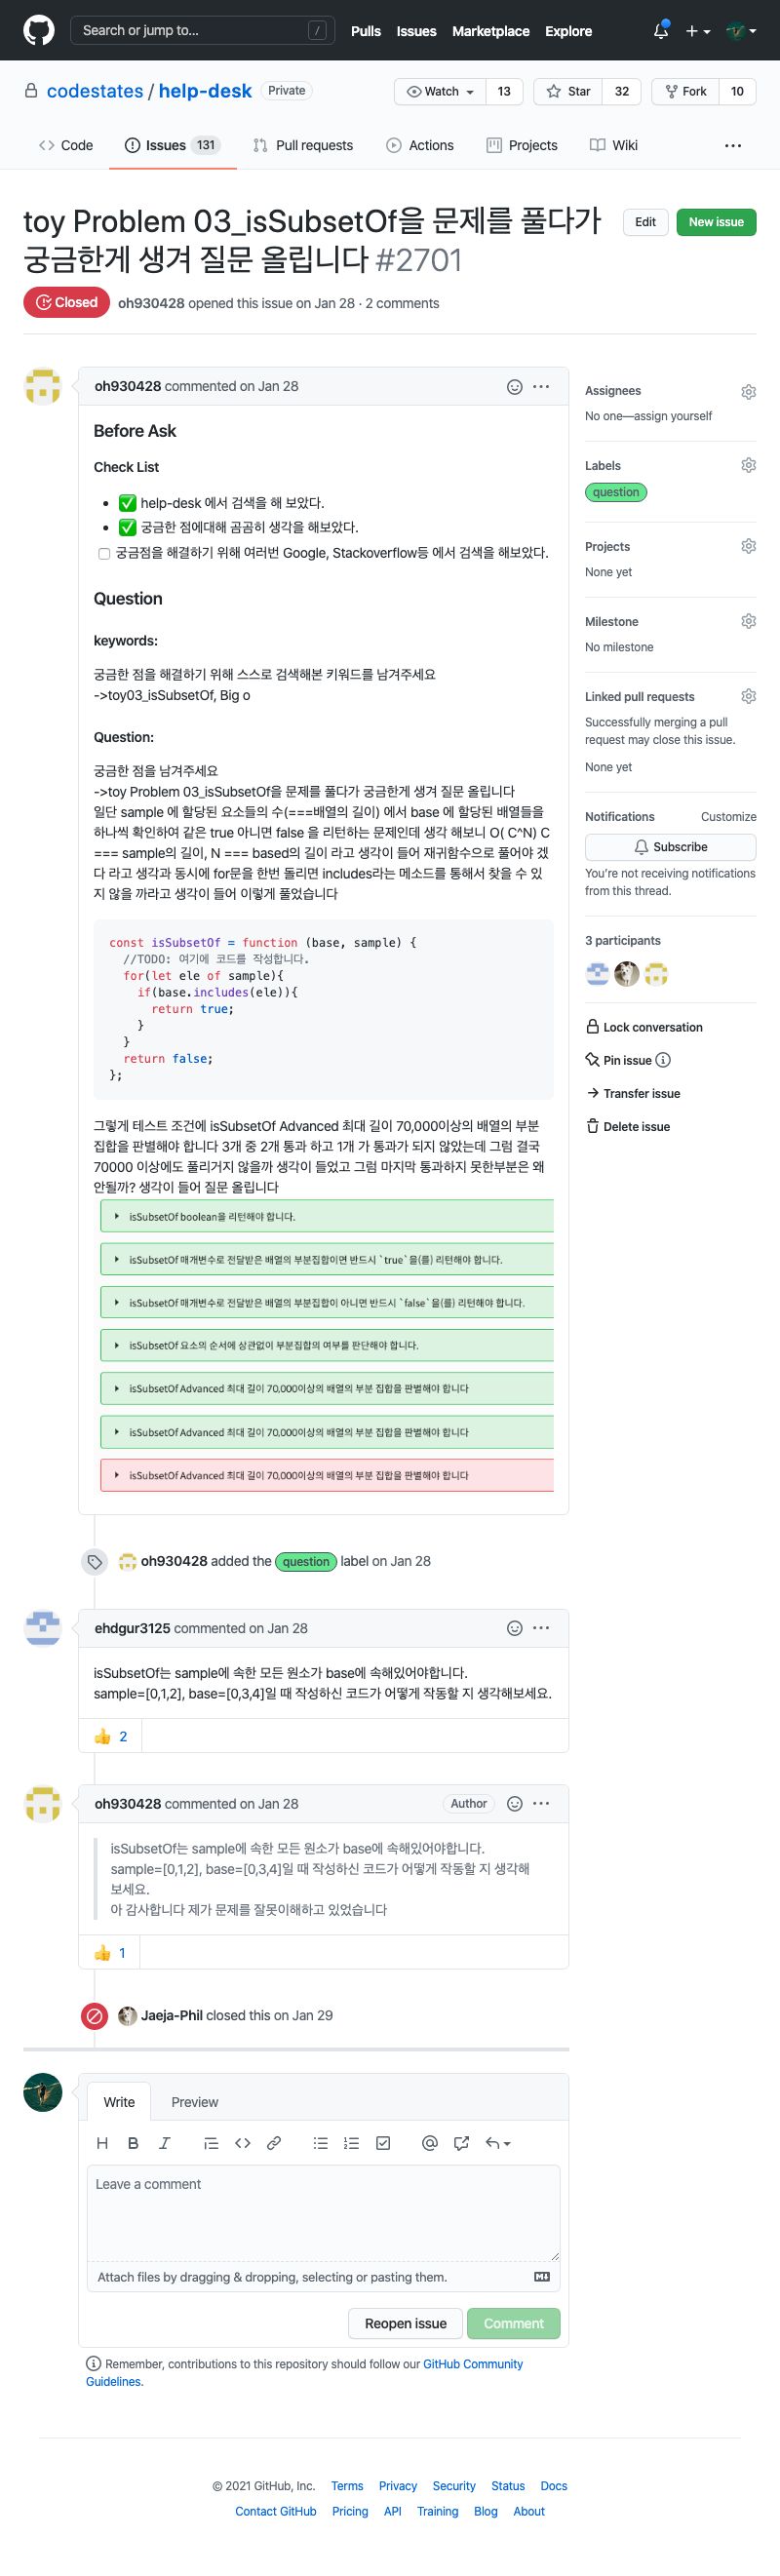 Search or jump to... /
Pulls Issues Marketplace Explore
codestates / help-desk Private
Watch 13 Star 32 Fork 10
Code Issues 131 Pull requests Actions Projects Wiki
toy Problem 03_isSubsetOf을 문제를 풀다가
궁금한게 생겨 질문 올립니다 #2701
Edit New issue
Closed oh930428 opened this issue on Jan 28 · 2 comments
oh930428 commented on Jan 28
Before Ask
Check List
• ✅ help-desk 에서 검색을 해 보았다.
• ✅ 궁금한 점에대해 곰곰히 생각을 해보았다.
궁금점을 해결하기 위해 여러번 Google, Stackoverflow등 에서 검색을 해보았다.
Question
keywords:
궁금한 점을 해결하기 위해 스스로 검색해본 키워드를 남겨주세요
->toy03_isSubsetOf, Big o
Question:
궁금한 점을 남겨주세요
->toy Problem 03_isSubsetOf을 문제를 풀다가 궁금한게 생겨 질문 올립니다
일단 sample 에 할당된 요소들의 수(===배열의 길이) 에서 base 에 할당된 배열들을
하나씩 확인하여 같은 true 아니면 false 을 리턴하는 문제인데 생각 해보니 O( C^N) C
=== sample의 길이, N === based의 길이 라고 생각이 들어 재귀함수으로 풀어야 겠
다 라고 생각과 동시에 for문을 한번 돌리면 includes라는 메소드를 통해서 찾을 수 있
지 않을 까라고 생각이 들어 이렇게 풀었습니다
const isSubsetOf = function (base, sample) {
//TODO: 여기에 코드를 작성합니다.
for(let ele of sample){
if(base.includes(ele)){
return true;
}
}
return false;
};
그렇게 테스트 조건에 isSubsetOf Advanced 최대 길이 70,000이상의 배열의 부분
집합을 판별해야 합니다 3개 중 2개 통과 하고 1개 가 통과가 되지 않았는데 그럼 결국
70000 이상에도 풀리거지 않을까 생각이 들었고 그럼 마지막 통과하지 못한부분은 왜
안될까? 생각이 들어 질문 올립니다
isSubsetOf boolean을 리턴해야 합니다.
isSubsetOf 매개변수로 전달받은 배열의 부분집합이면 반드시 `true`을(를) 리턴해야 합니다.
isSubsetOf 매개변수로 전달받은 배열의 부분집합이 아니면 반드시 `false`을(를) 리턴해야 합니다.
isSubsetOf 요소의 순서에 상관없이 부분집합의 여부를 판단해야 합니다.
isSubsetOf Advanced 최대 길이 70,000이상의 배열의 부분 집합을 판별해야 합니다
isSubsetOf Advanced 최대 길이 70,000이상의 배열의 부분 집합을 판별해야 합니다
isSubsetOf Advanced 최대 길이 70,000이상의 배열의 부분 집합을 판별해야 합니다
oh930428 added the question label on Jan 28
ehdgur3125 commented on Jan 28
isSubsetOf는 sample에 속한 모든 원소가 base에 속해있어야합니다.
sample=[0,1,2], base=[0,3,4]일 때 작성하신 코드가 어떻게 작동할 지 생각해보세요.
👍 2
oh930428 commented on Jan 28 Author
isSubsetOf는 sample에 속한 모든 원소가 base에 속해있어야합니다.
sample=[0,1,2], base=[0,3,4]일 때 작성하신 코드가 어떻게 작동할 지 생각해
보세요.
아 감사합니다 제가 문제를 잘못이해하고 있었습니다
👍 1
Jaeja-Phil closed this on Jan 29
Write Preview
Leave a comment
Attach files by dragging & dropping, selecting or pasting them.
Reopen issue Comment
Remember, contributions to this repository should follow our GitHub Community
Guidelines.
Assignees
No one—assign yourself
Labels
question
Projects
None yet
Milestone
No milestone
Linked pull requests
Successfully merging a pull
request may close this issue.
None yet
Notifications Customize
Subscribe
You're not receiving notifications
from this thread.
3 participants
Lock conversation
Pin issue
Transfer issue
Delete issue
© 2021 GitHub, Inc. Terms Privacy Security Status Docs
Contact GitHub Pricing API Training Blog About